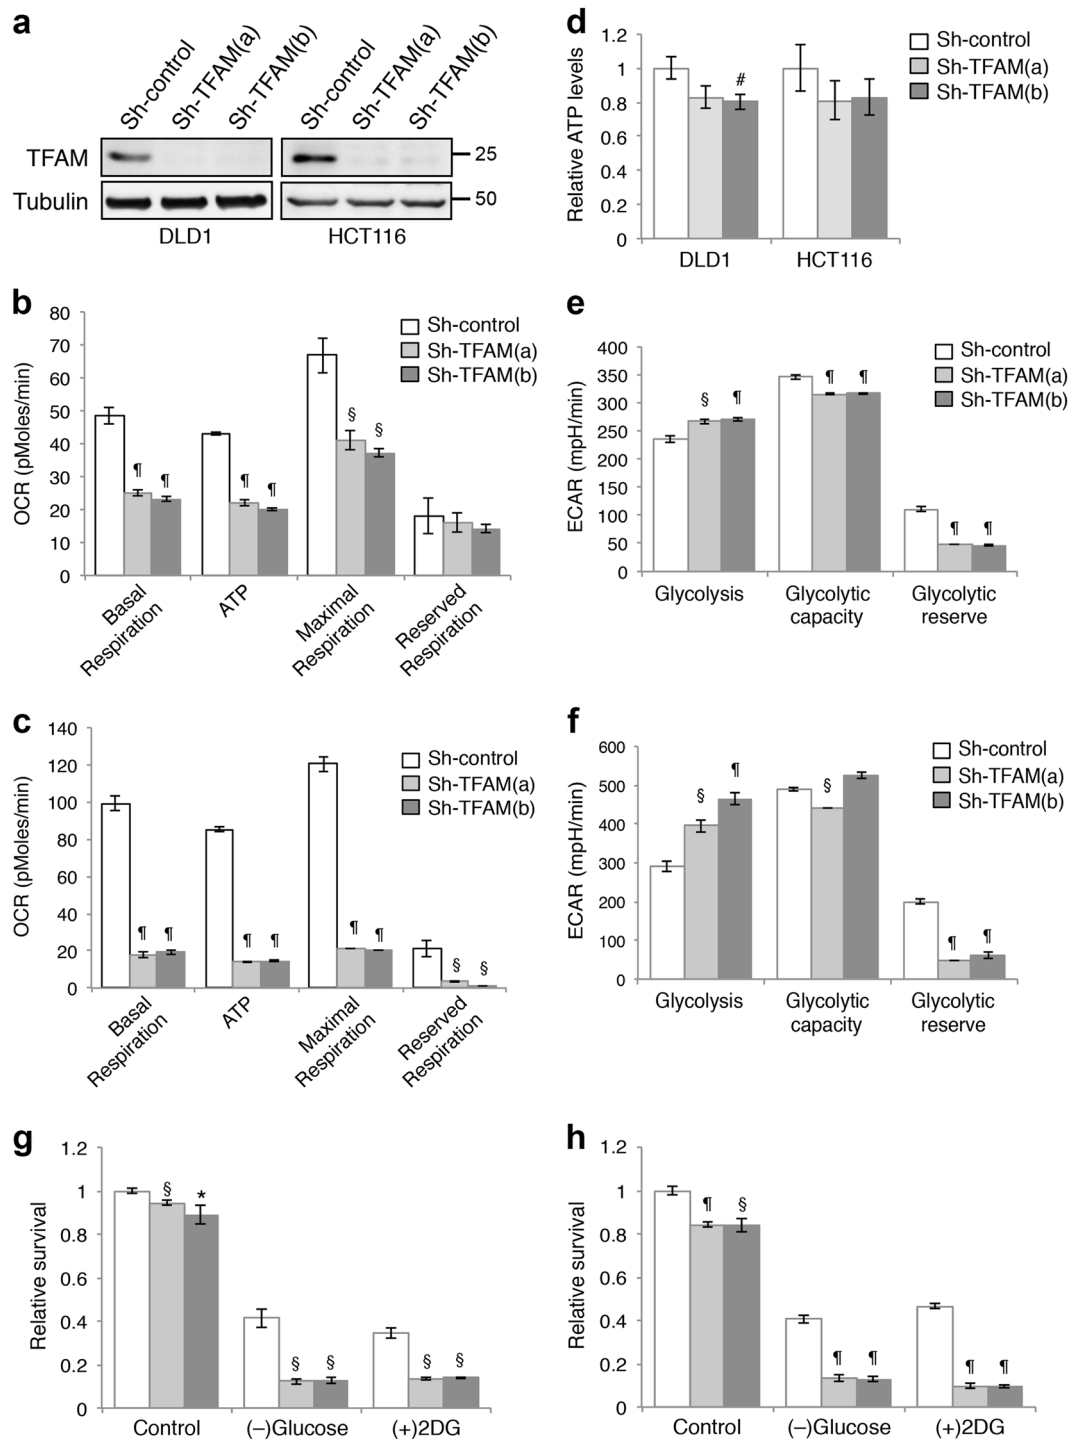 a
Sh-control
Sh-TFAM(a)
Sh-TFAM(b)
Sh-control
Sh-TFAM(a)
Sh-TFAM(b)
TFAM
25
Tubulin
50
DLD1
HCT116
d
Relative ATP levels
1.2
1
0.8
0.6
0.4
0.2
0
#
Sh-control
Sh-TFAM(a)
Sh-TFAM(b)
DLD1
HCT116
b
OCR (pMoles/min)
80
70
60
50
40
30
20
10
0
Sh-control
Sh-TFAM(a)
Sh-TFAM(b)
¶ ¶
¶ ¶
§ §
Basal
Respiration
ATP
Maximal
Respiration
Reserved
Respiration
e
ECAR (mpH/min)
400
350
300
250
200
150
100
50
0
Sh-control
Sh-TFAM(a)
Sh-TFAM(b)
§ ¶
¶ ¶
¶ ¶
Glycolysis
Glycolytic
capacity
Glycolytic
reserve
c
OCR (pMoles/min)
140
120
100
80
60
40
20
0
Sh-control
Sh-TFAM(a)
Sh-TFAM(b)
¶ ¶
¶ ¶
¶ ¶
§ §
Basal
Respiration
ATP
Maximal
Respiration
Reserved
Respiration
f
ECAR (mpH/min)
600
500
400
300
200
100
0
Sh-control
Sh-TFAM(a)
Sh-TFAM(b)
§ ¶
§
¶ ¶
Glycolysis
Glycolytic
capacity
Glycolytic
reserve
g
Relative survival
1.2
1
0.8
0.6
0.4
0.2
0
§ *
§ §
§ §
Control
(–)Glucose
(+)2DG
h
Relative survival
1.2
1
0.8
0.6
0.4
0.2
0
¶ §
¶ ¶
¶ ¶
Control
(–)Glucose
(+)2DG